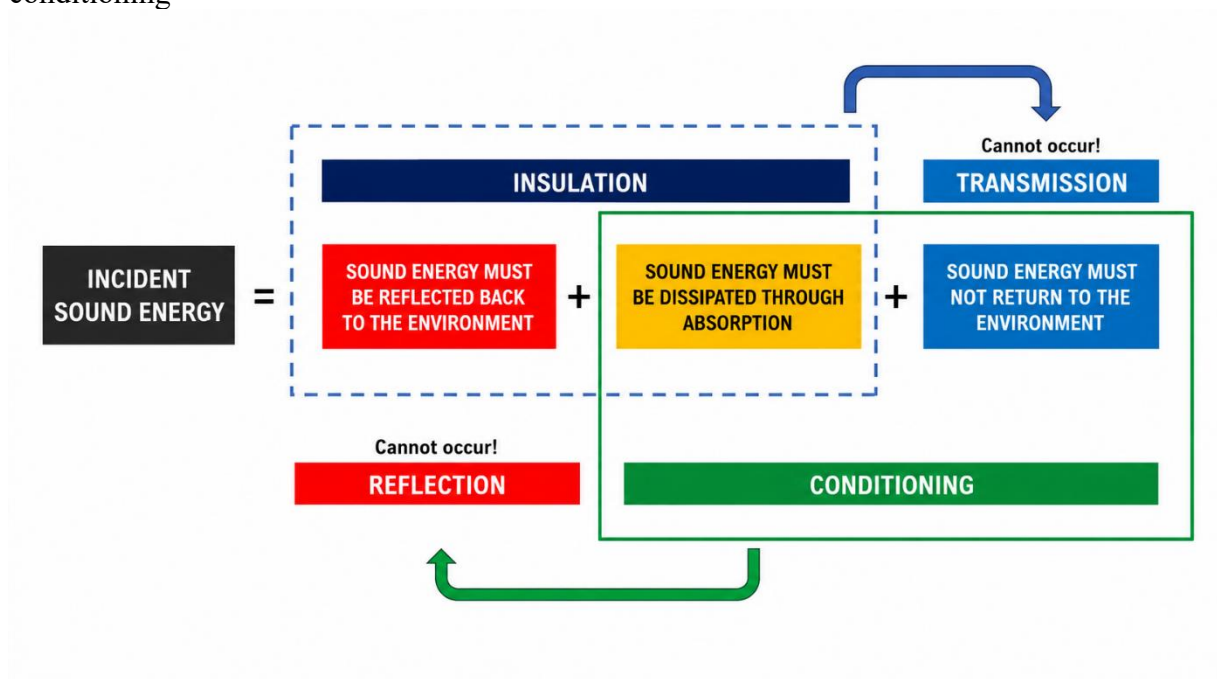 conditioning
Cannot occur!
INSULATION
TRANSMISSION
INCIDENT
SOUND ENERGY
=
SOUND ENERGY MUST
BE REFLECTED BACK
TO THE ENVIRONMENT
+
SOUND ENERGY MUST
BE DISSIPATED THROUGH
ABSORPTION
+
SOUND ENERGY MUST
NOT RETURN TO THE
ENVIRONMENT
Cannot occur!
REFLECTION
CONDITIONING